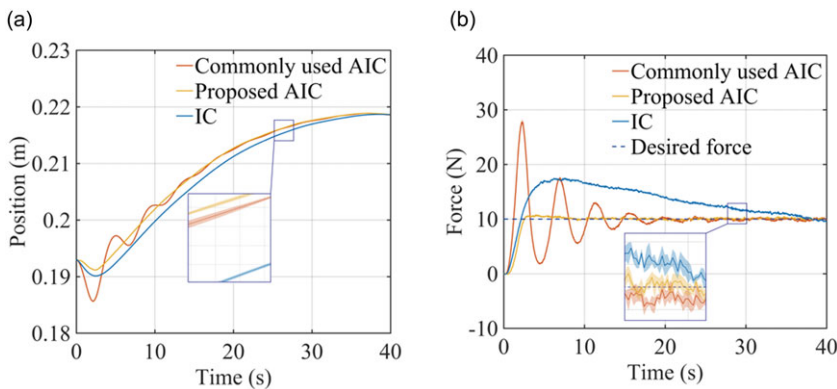 (a)
0.23
0.22
0.21
0.2
0.19
0.18
Position (m)
0
10
20
30
40
Time (s)
Commonly used AIC
Proposed AIC
IC
(b)
40
30
20
10
0
-10
Force (N)
0
10
20
30
40
Time (s)
Commonly used AIC
Proposed AIC
IC
Desired force